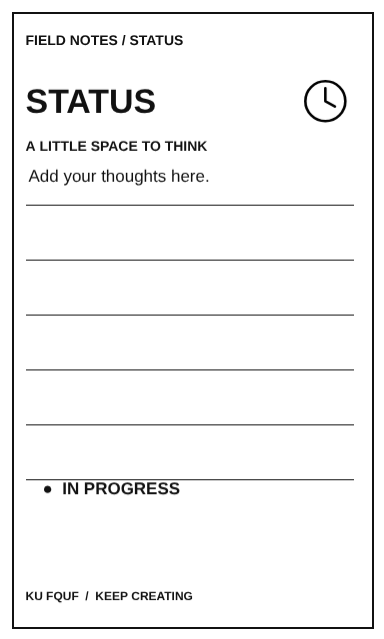 FIELD NOTES / STATUS
STATUS
A LITTLE SPACE TO THINK
Add your thoughts here.
● IN PROGRESS
KU FQUF / KEEP CREATING